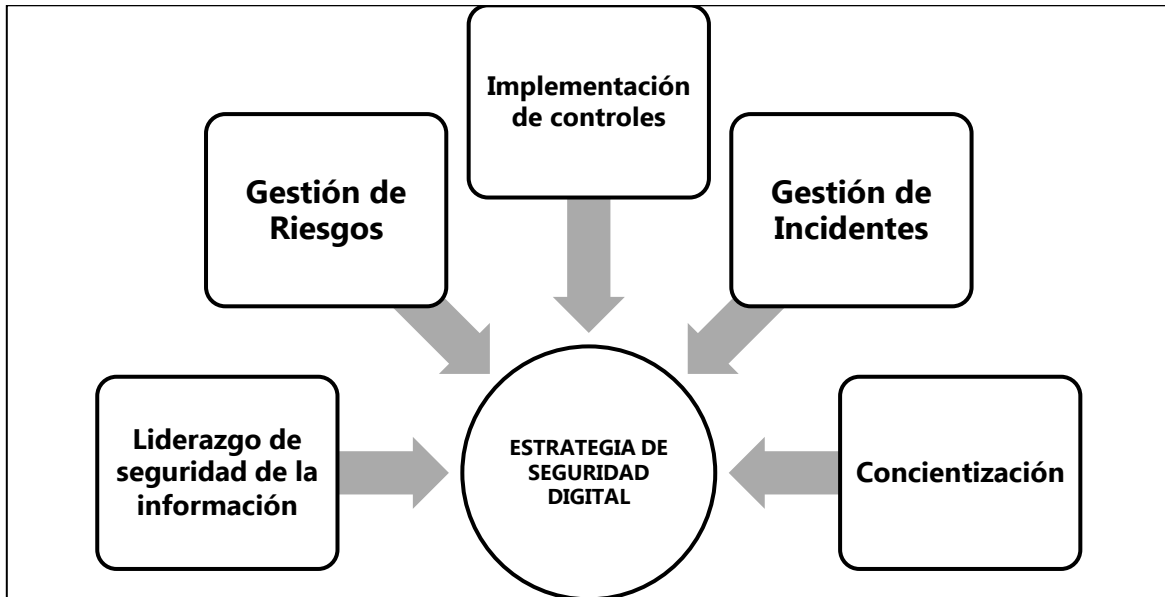 Implementación
de controles
Gestión de
Riesgos
Gestión de
Incidentes
Liderazgo de
seguridad de la
información
ESTRATEGIA DE
SEGURIDAD
DIGITAL
Concientización